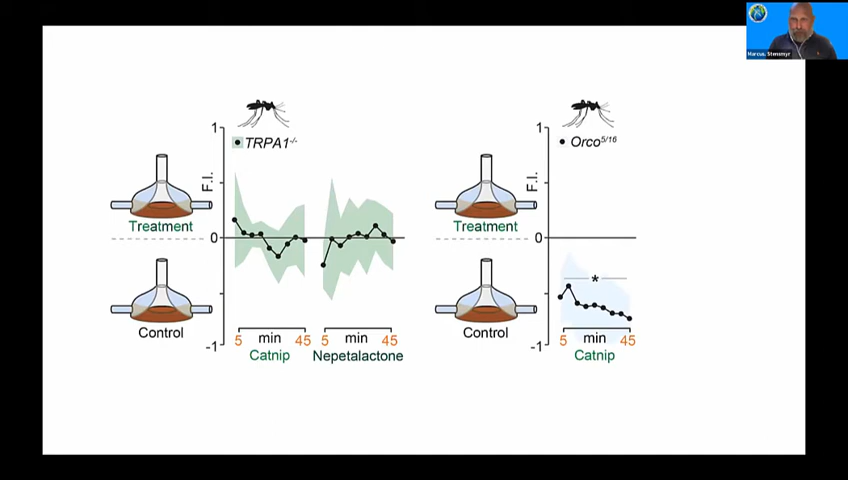 Marcus, Stensmyr
1
F.I.
0
-1
TRPA1-/-
Treatment
Control
5 min 45
Catnip
5 min 45
Nepetalactone
1
F.I.
0
-1
Orco5/16
Treatment
Control
*
5 min 45
Catnip